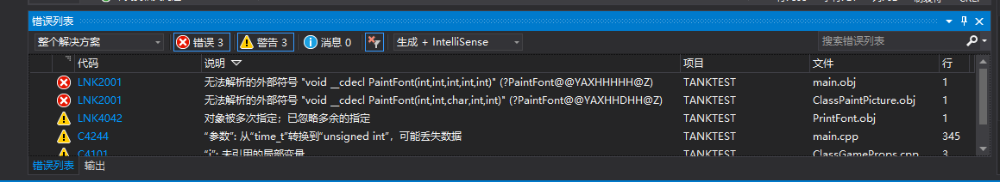 错误列表
整个解决方案 错误 3 警告 3 消息 0 生成 + IntelliSense 搜索错误列表
代码 说明 项目 文件 行
LNK2001 无法解析的外部符号 "void __cdecl PaintFont(int,int,int,int,int)" (?PaintFont@@YAXHHHHH@Z) TANKTEST main.obj 1
LNK2001 无法解析的外部符号 "void __cdecl PaintFont(int,int,char,int,int)" (?PaintFont@@YAXHHDHH@Z) TANKTEST ClassPaintPicture.obj 1
LNK4042 对象被多次指定；已忽略多余的指定 TANKTEST PrintFont.obj 1
C4244 “参数”: 从“time_t”转换到“unsigned int”，可能丢失数据 TANKTEST main.cpp 345
C4101 “i”: 未引用的局部变量 TANKTEST ClassGameProps.cpp 3
错误列表 输出